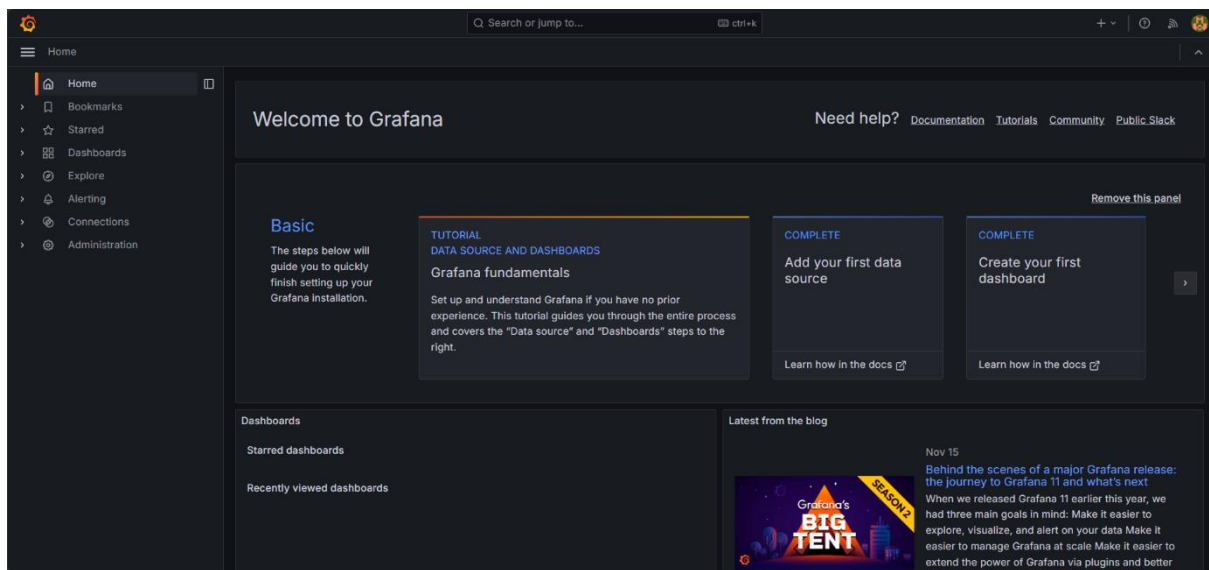 Search or jump to...
ctrl+k
Home
Home
Bookmarks
Starred
Dashboards
Explore
Alerting
Connections
Administration
Welcome to Grafana
Need help? Documentation Tutorials Community Public Slack
Remove this panel
Basic
The steps below will
guide you to quickly
finish setting up your
Grafana installation.
TUTORIAL
DATA SOURCE AND DASHBOARDS
Grafana fundamentals
Set up and understand Grafana if you have no prior
experience. This tutorial guides you through the entire process
and covers the “Data source” and “Dashboards” steps to the
right.
COMPLETE
Add your first data
source
Learn how in the docs
COMPLETE
Create your first
dashboard
Learn how in the docs
Dashboards
Starred dashboards
Recently viewed dashboards
Latest from the blog
Grafana's
BIG
TENT
SEASON 2
Nov 15
Behind the scenes of a major Grafana release:
the journey to Grafana 11 and what’s next
When we released Grafana 11 earlier this year, we
had three main goals in mind: Make it easier to
explore, visualize, and alert on your data Make it
easier to manage Grafana at scale Make it easier to
extend the power of Grafana via plugins and better